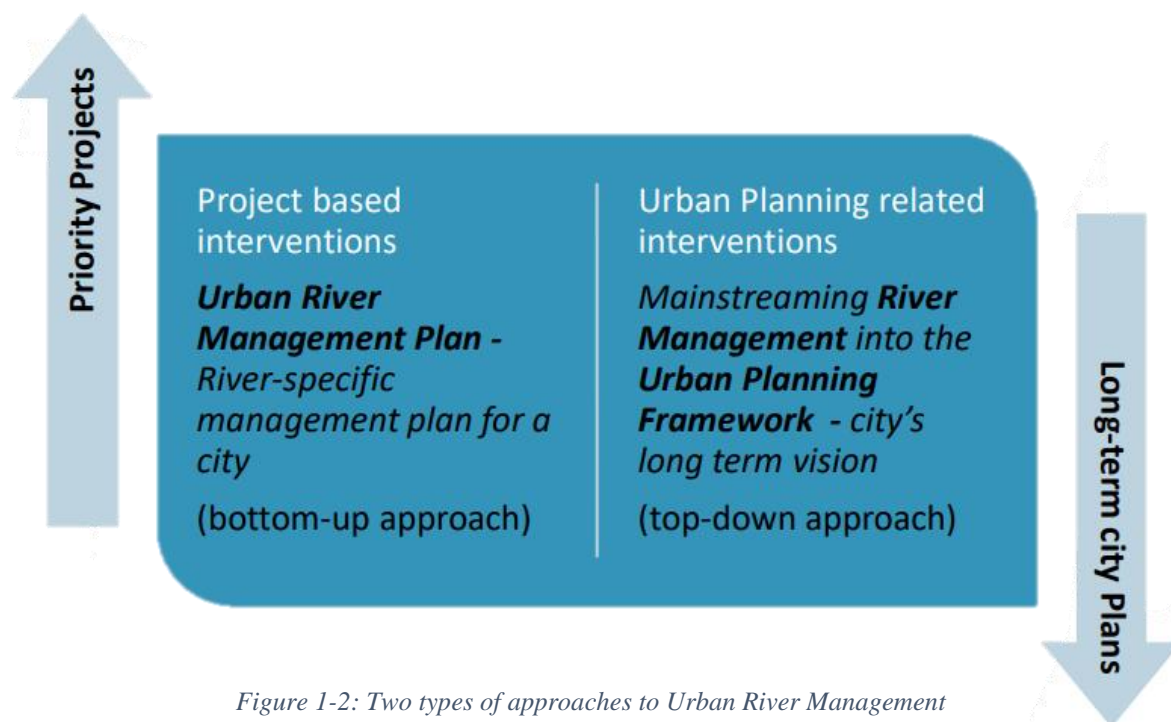 Priority Projects
Project based
interventions
Urban River
Management Plan -
River-specific
management plan for a
city
(bottom-up approach)
Urban Planning related
interventions
Mainstreaming River
Management into the
Urban Planning
Framework - city’s
long term vision
(top-down approach)
Long-term city Plans
Figure 1-2: Two types of approaches to Urban River Management